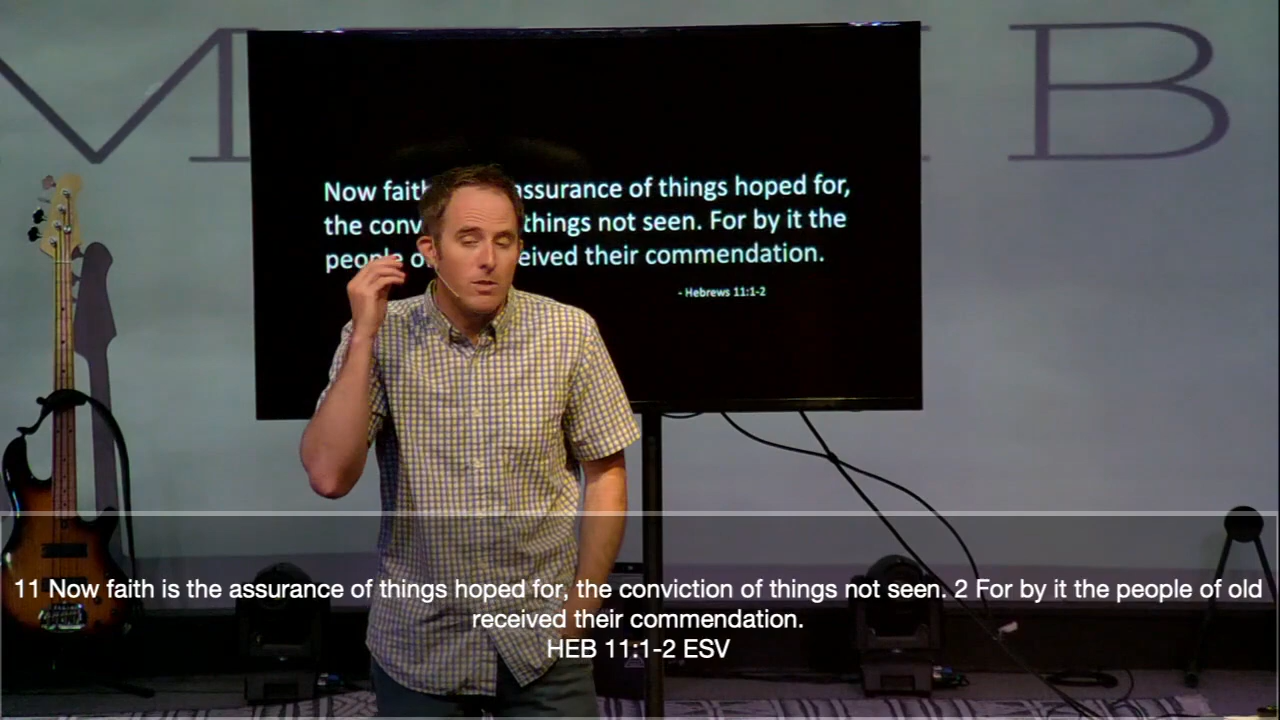 M B
Now faith assurance of things hoped for,
the conv things not seen. For by it the
people o eived their commendation.
- Hebrews 11:1-2
11 Now faith is the assurance of things hoped for, the conviction of things not seen. 2 For by it the people of old
received their commendation.
HEB 11:1-2 ESV